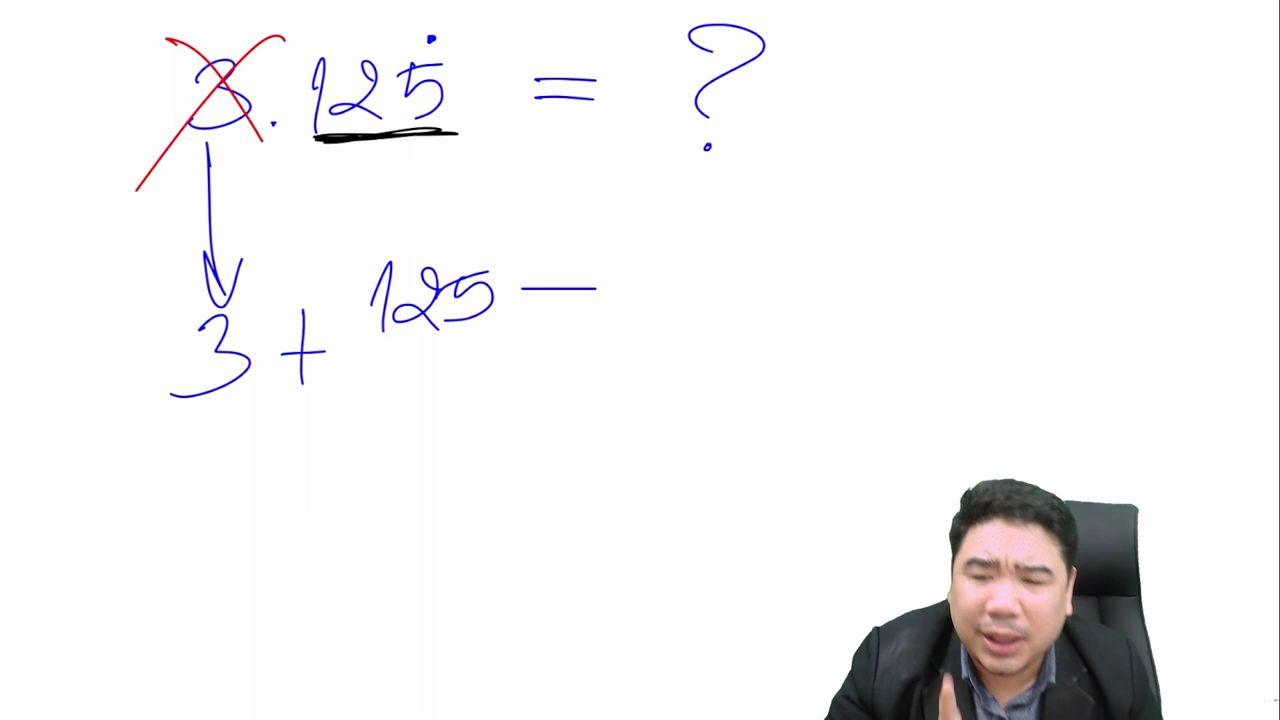 3.125̇ = ?
3 + 125 —